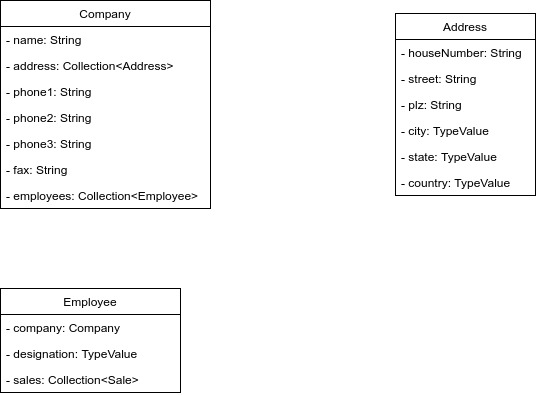 Company
- name: String
- address: Collection<Address>
- phone1: String
- phone2: String
- phone3: String
- fax: String
- employees: Collection<Employee>
Address
- houseNumber: String
- street: String
- plz: String
- city: TypeValue
- state: TypeValue
- country: TypeValue
Employee
- company: Company
- designation: TypeValue
- sales: Collection<Sale>